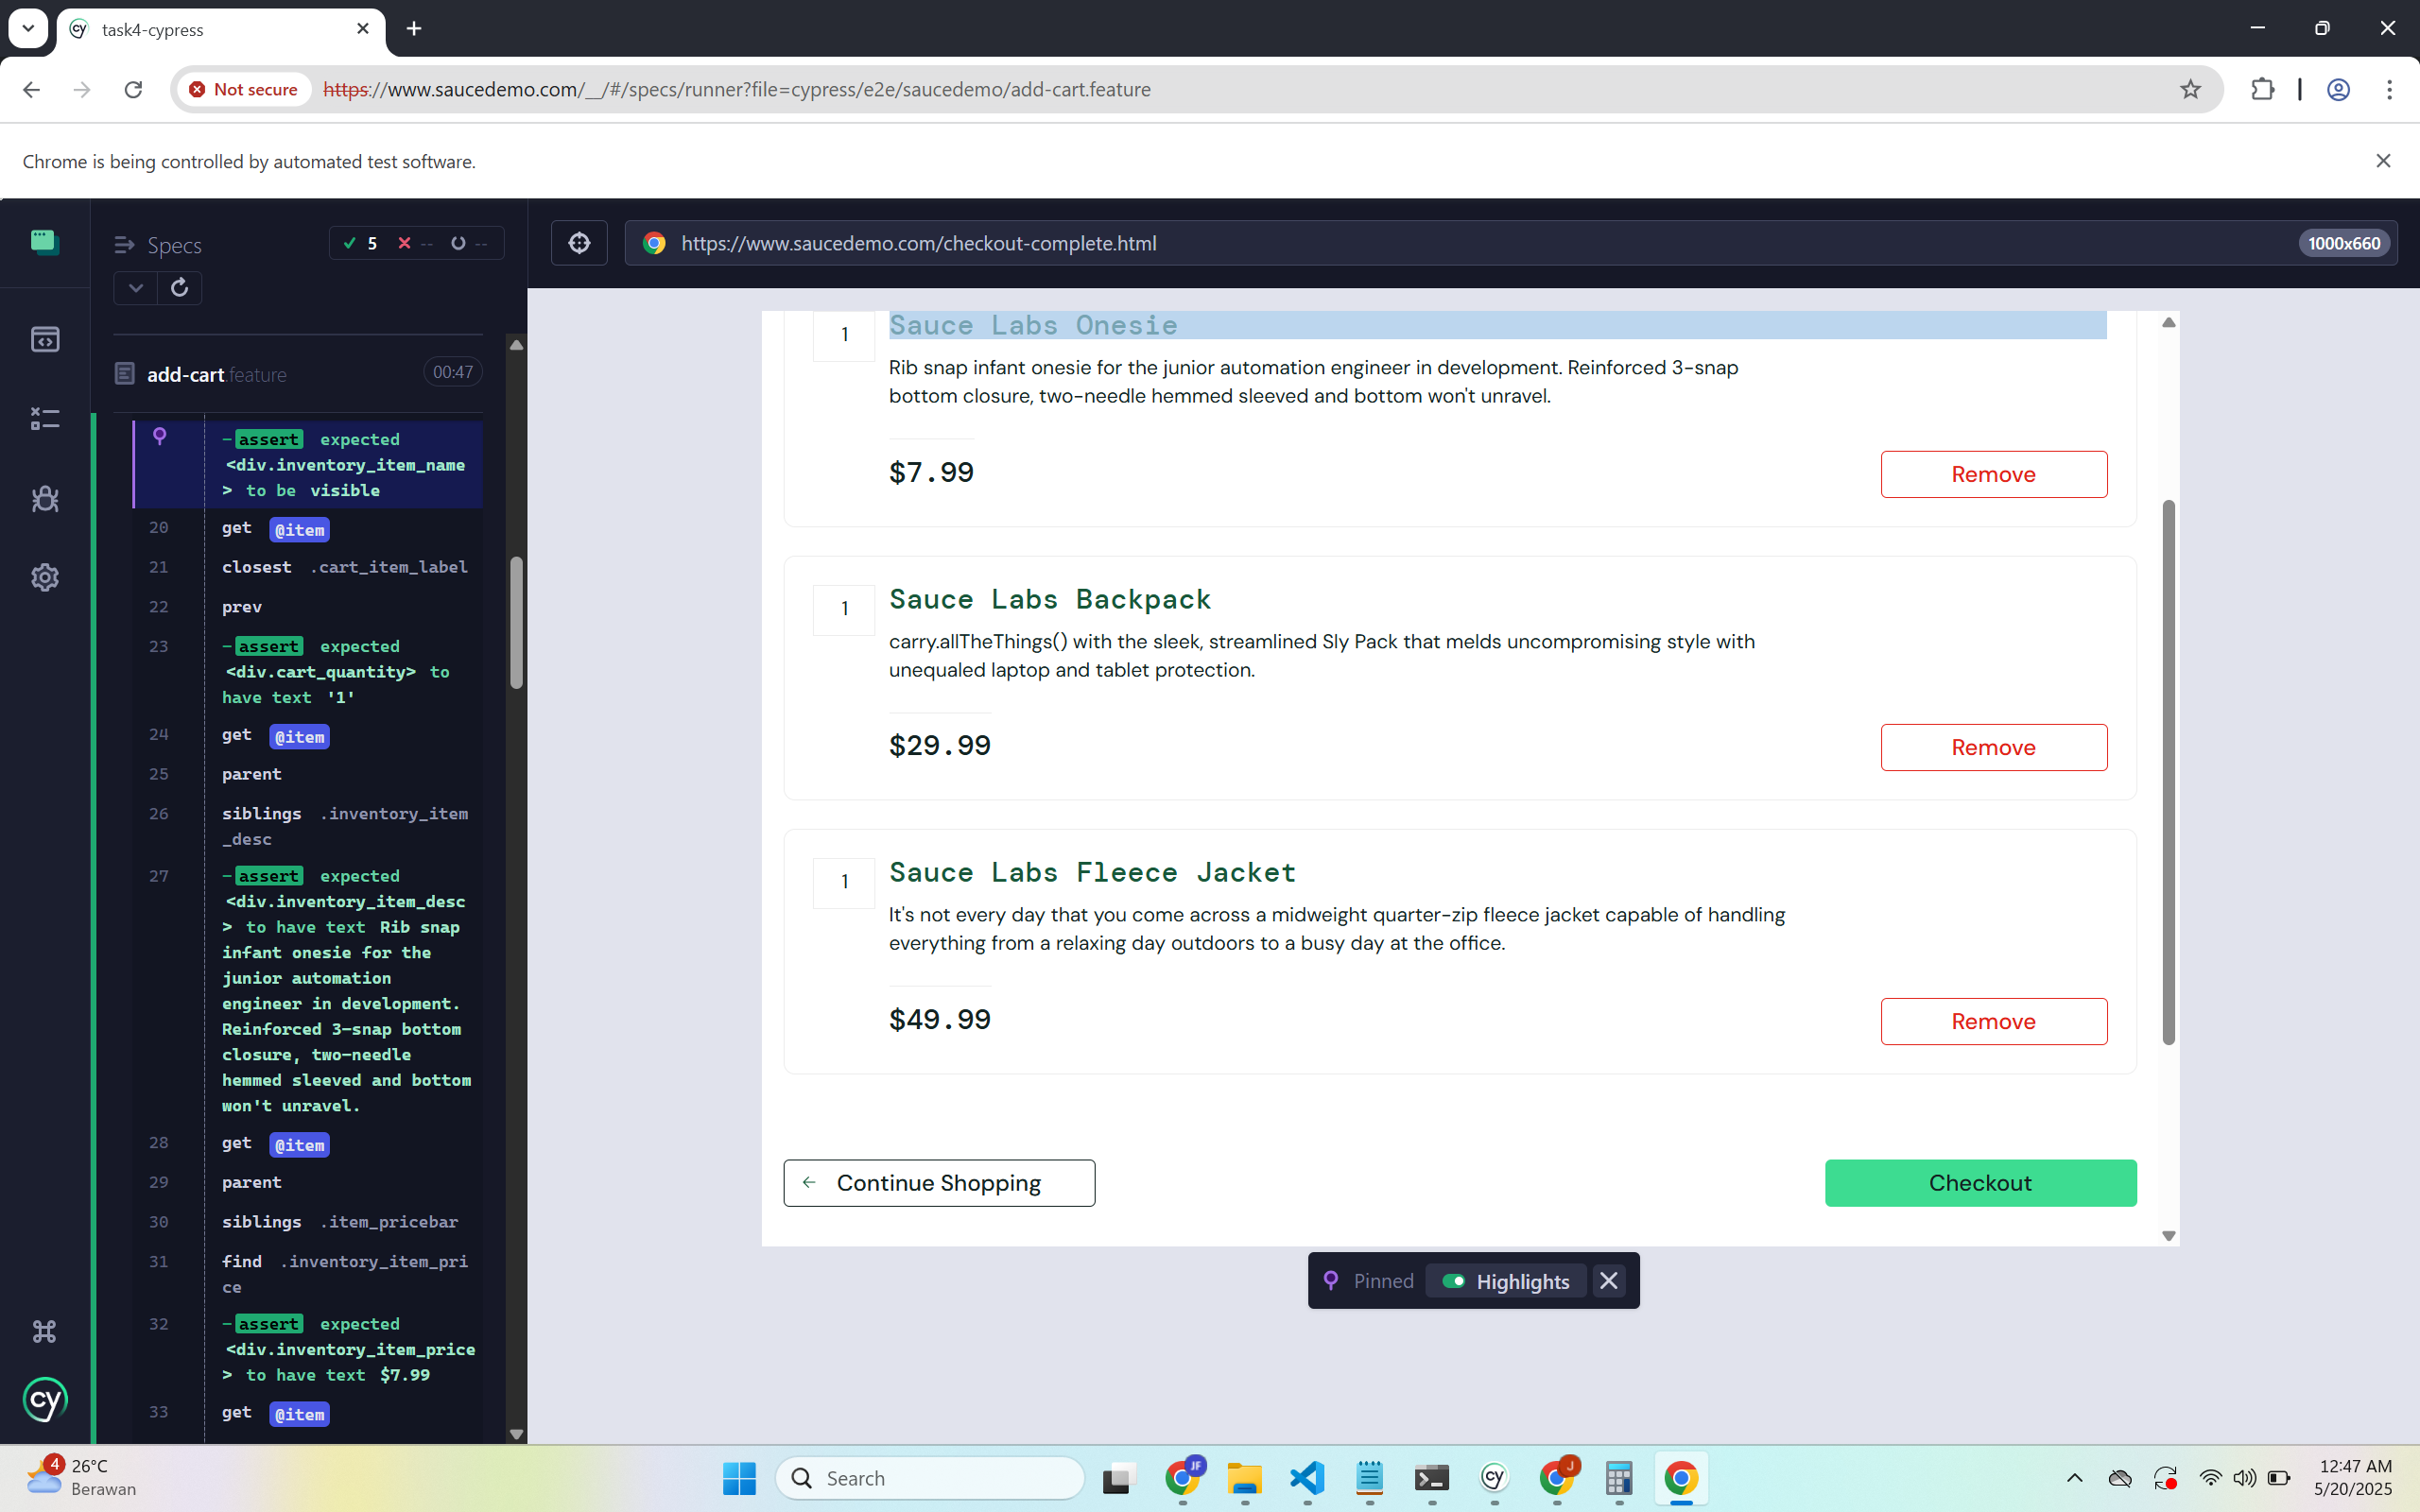 task4-cypress
Not secure
https://www.saucedemo.com/__/#/specs/runner?file=cypress/e2e/saucedemo/add-cart.feature
Chrome is being controlled by automated test software.
Specs
5 -- --
https://www.saucedemo.com/checkout-complete.html
1000x660
add-cart.feature
00:47
-assert expected
<div.inventory_item_name
> to be visible
20 get @item
21 closest .cart_item_label
22 prev
23 -assert expected
<div.cart_quantity> to
have text '1'
24 get @item
25 parent
26 siblings .inventory_item
_desc
27 -assert expected
<div.inventory_item_desc
> to have text Rib snap
infant onesie for the
junior automation
engineer in development.
Reinforced 3-snap bottom
closure, two-needle
hemmed sleeved and bottom
won't unravel.
28 get @item
29 parent
30 siblings .item_pricebar
31 find .inventory_item_pri
ce
32 -assert expected
<div.inventory_item_price
> to have text $7.99
33 get @item
cy
1
Sauce Labs Onesie
Rib snap infant onesie for the junior automation engineer in development. Reinforced 3-snap
bottom closure, two-needle hemmed sleeved and bottom won't unravel.
$7.99
Remove
1
Sauce Labs Backpack
carry.allTheThings() with the sleek, streamlined Sly Pack that melds uncompromising style with
unequaled laptop and tablet protection.
$29.99
Remove
1
Sauce Labs Fleece Jacket
It's not every day that you come across a midweight quarter-zip fleece jacket capable of handling
everything from a relaxing day outdoors to a busy day at the office.
$49.99
Remove
Continue Shopping
Checkout
Pinned
Highlights
4
26°C
Berawan
Search
JF
cy
J
12:47 AM
5/20/2025